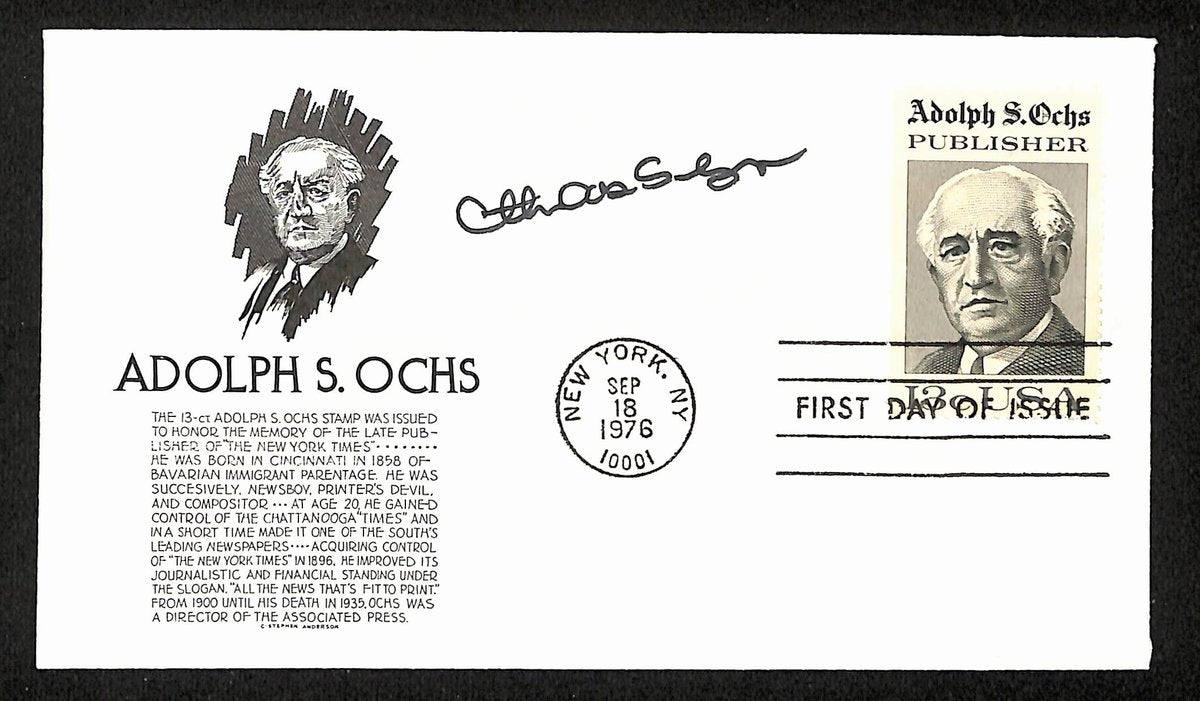 Adolph S. Ochs
PUBLISHER
13c USA
ADOLPH S. OCHS
THE 13-ct ADOLPH S. OCHS STAMP WAS ISSUED
TO HONOR THE MEMORY OF THE LATE PUB-
LISHER OF "THE NEW YORK TIMES" ········
HE WAS BORN IN CINCINNATI IN 1858 OF
BAVARIAN IMMIGRANT PARENTAGE. HE WAS
SUCCESIVELY, NEWSBOY, PRINTER'S DEVIL,
AND COMPOSITOR ··· AT AGE 20, HE GAINED
CONTROL OF THE CHATTANOOGA "TIMES" AND
IN A SHORT TIME MADE IT ONE OF THE SOUTH'S
LEADING NEWSPAPERS ···· ACQUIRING CONTROL
OF "THE NEW YORK TIMES" IN 1896, HE IMPROVED ITS
JOURNALISTIC AND FINANCIAL STANDING UNDER
THE SLOGAN, "ALL THE NEWS THAT'S FIT TO PRINT."
FROM 1900 UNTIL HIS DEATH IN 1935, OCHS WAS
A DIRECTOR OF THE ASSOCIATED PRESS.
C. STEPHEN ANDERSON
NEW YORK, NY
SEP
18
1976
10001
FIRST DAY OF ISSUE